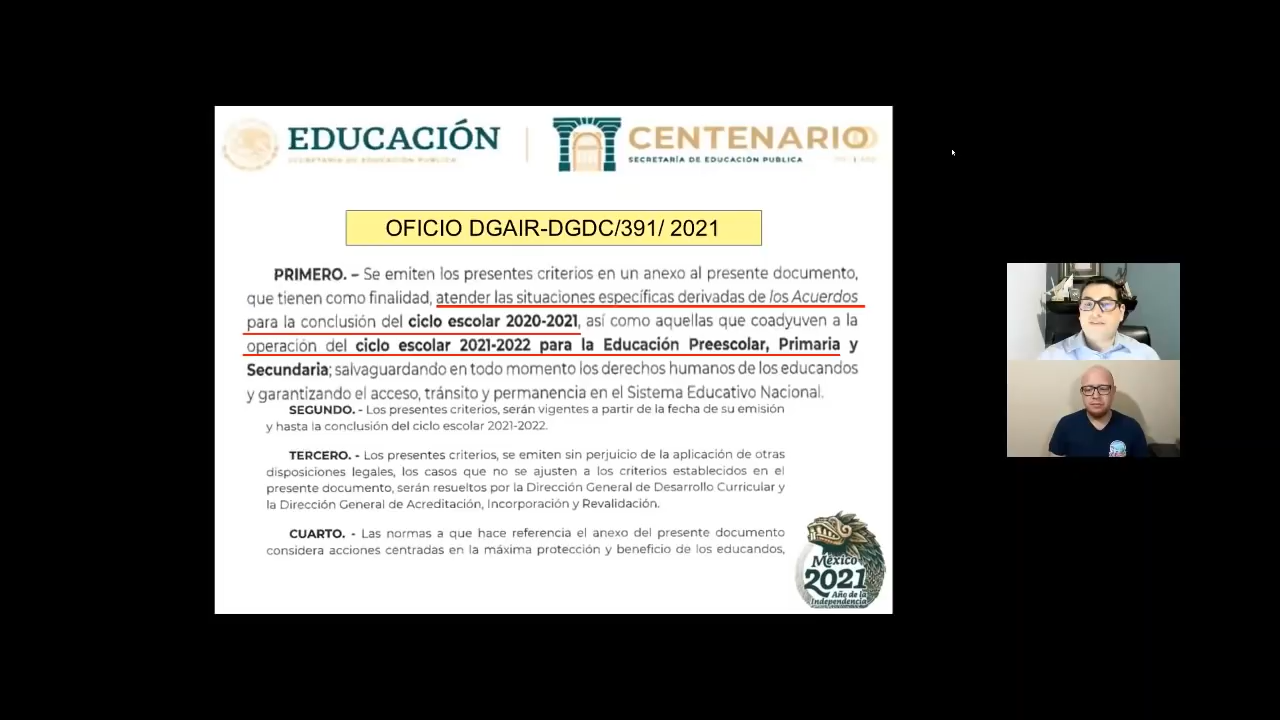 EDUCACIÓN
SECRETARÍA DE EDUCACIÓN PÚBLICA
CENTENARIO
SECRETARÍA DE EDUCACIÓN PUBLICA
OFICIO DGAIR-DGDC/391/ 2021
PRIMERO. – Se emiten los presentes criterios en un anexo al presente documento,
que tienen como finalidad, atender las situaciones específicas derivadas de los Acuerdos
para la conclusión del ciclo escolar 2020-2021, así como aquellas que coadyuven a la
operación del ciclo escolar 2021-2022 para la Educación Preescolar, Primaria y
Secundaria; salvaguardando en todo momento los derechos humanos de los educandos
y garantizando el acceso, tránsito y permanencia en el Sistema Educativo Nacional.
SEGUNDO. - Los presentes criterios, serán vigentes a partir de la fecha de su emisión
y hasta la conclusión del ciclo escolar 2021-2022.
TERCERO. - Los presentes criterios, se emiten sin perjuicio de la aplicación de otras
disposiciones legales, los casos que no se ajusten a los criterios establecidos en el
presente documento, serán resueltos por la Dirección General de Desarrollo Curricular y
la Dirección General de Acreditación, Incorporación y Revalidación.
CUARTO. - Las normas a que hace referencia el anexo del presente documento
considera acciones centradas en la máxima protección y beneficio de los educandos,
México
2021
Año de la
Independencia